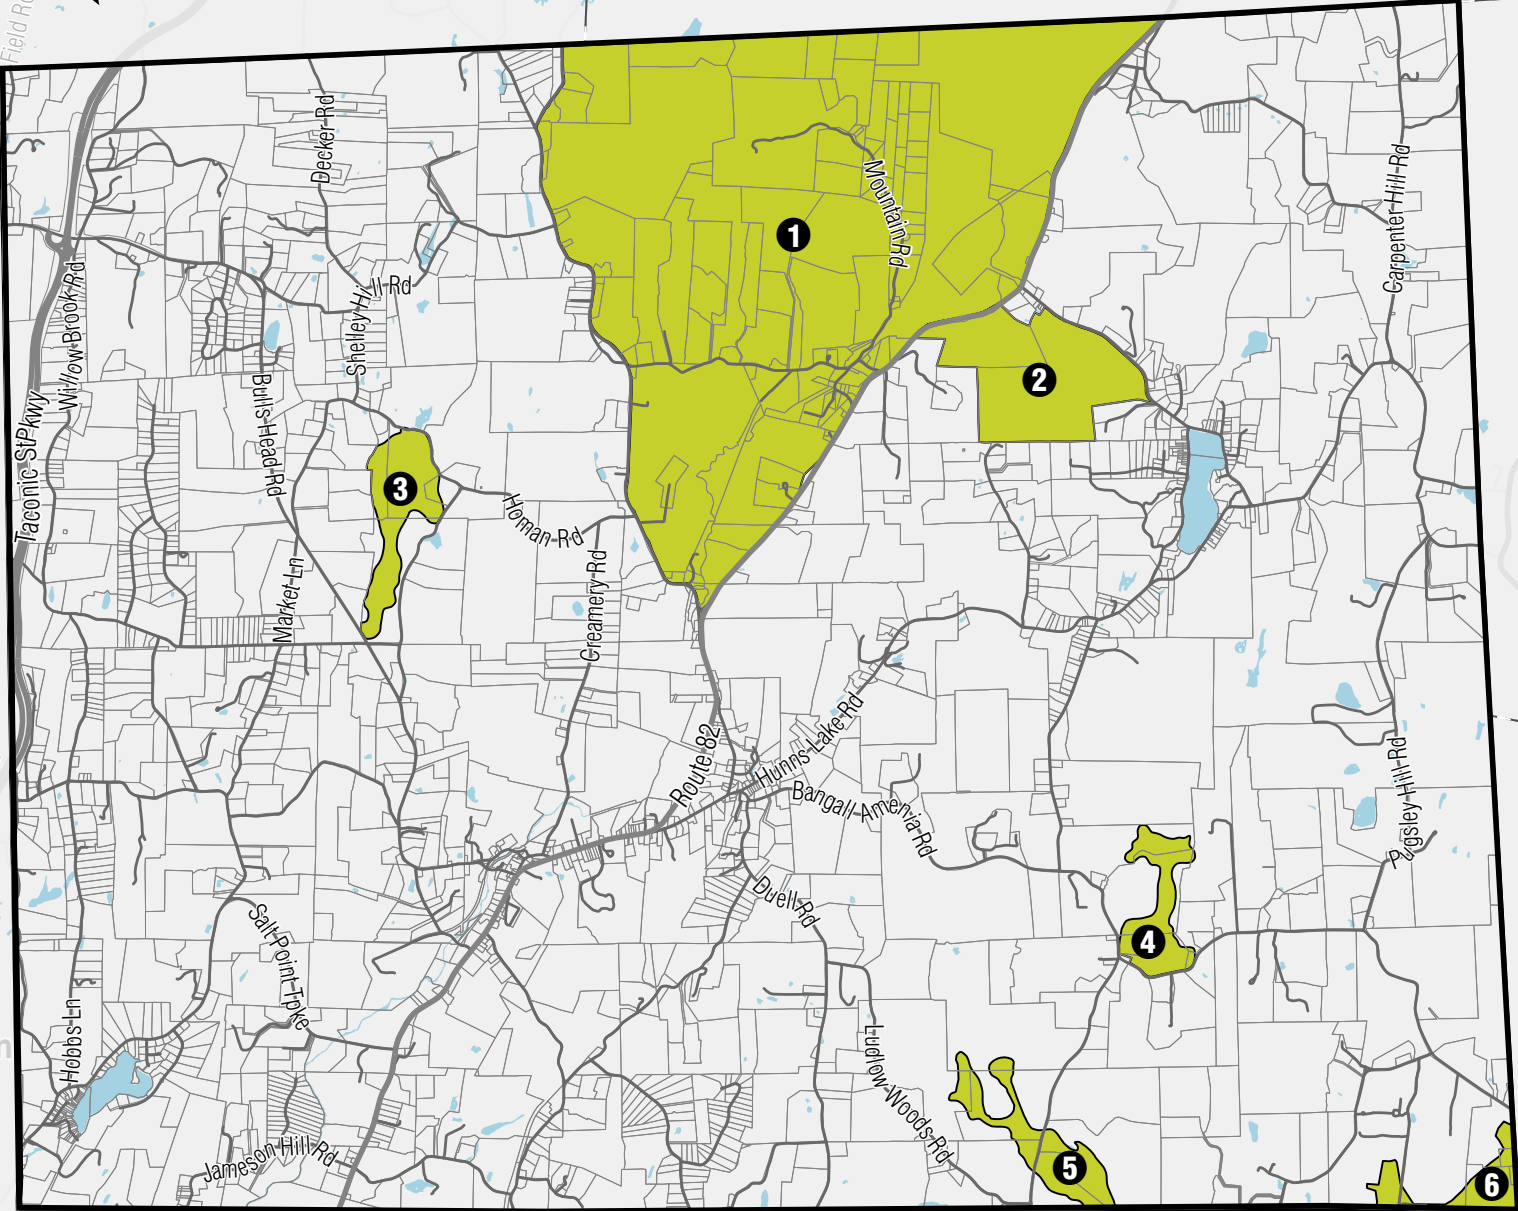 Field Rd
Decker Rd
Mountain Rd
1
Carpenter Hill Rd
Willow Brook Rd
Shelley Hill Rd
2
Taconic St Pkwy
Bulls Head Rd
3
Homan Rd
Market Ln
Creamery Rd
Route 82
Hunns Lake Rd
Bangall Amenia Rd
Pugsley Hill Rd
Duell Rd
4
Salt Point Tpke
Hobbs Ln
Ludlow Woods Rd
Jameson Hill Rd
5
6